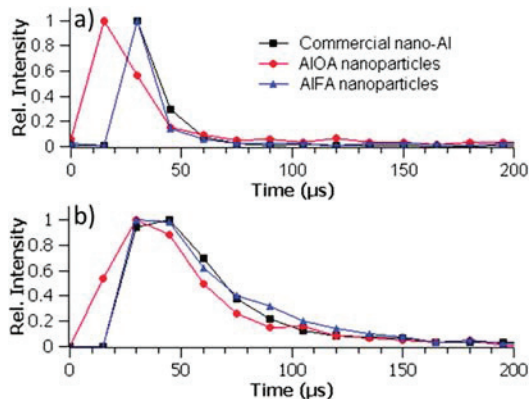 a)
Rel. Intensity
1
0.8
0.6
0.4
0.2
0
Commercial nano-Al
AlOA nanoparticles
AlFA nanoparticles
0 50 100 150 200
Time (µs)
b)
Rel. Intensity
1
0.8
0.6
0.4
0.2
0
0 50 100 150 200
Time (µs)